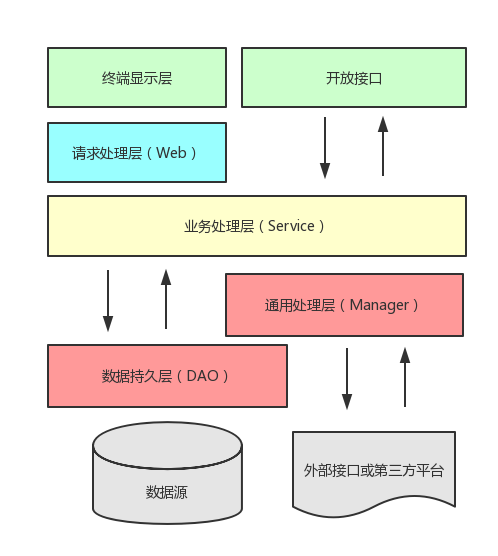 终端显示层
开放接口
请求处理层（Web）
业务处理层（Service）
通用处理层（Manager）
数据持久层（DAO）
外部接口或第三方平台
数据源